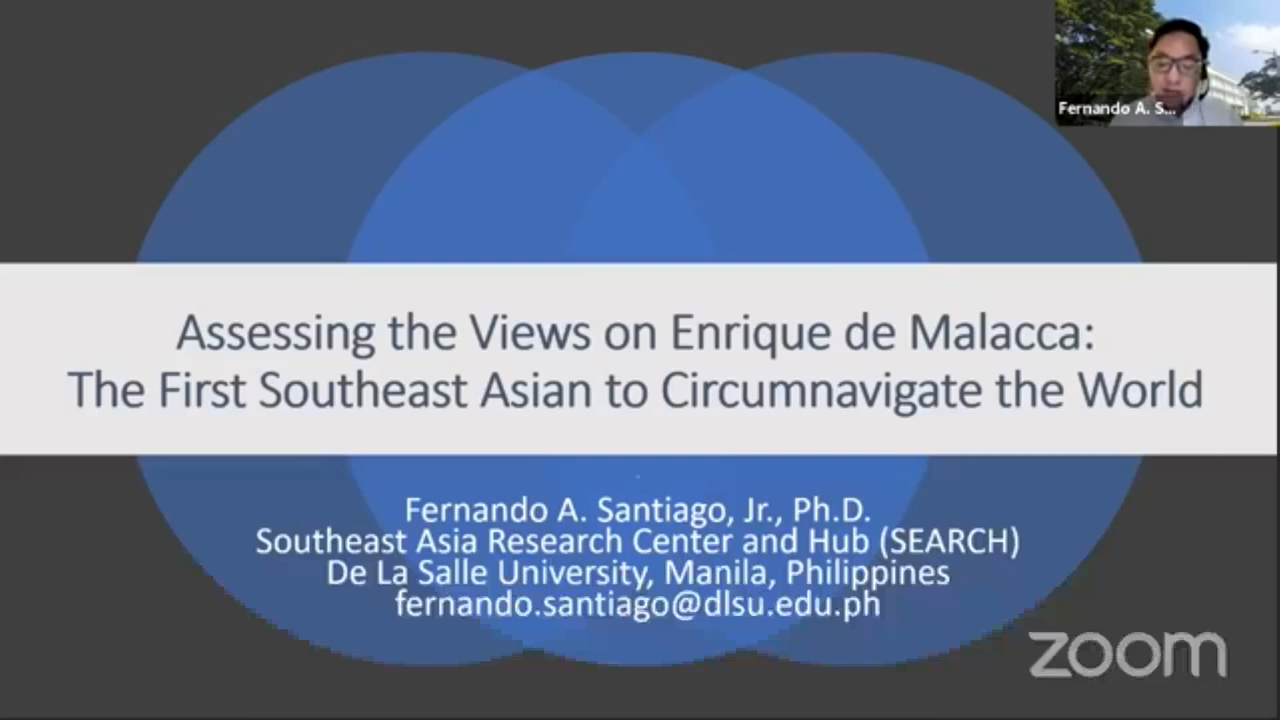 Fernando A. S...
Assessing the Views on Enrique de Malacca:
The First Southeast Asian to Circumnavigate the World
Fernando A. Santiago, Jr., Ph.D.
Southeast Asia Research Center and Hub (SEARCH)
De La Salle University, Manila, Philippines
fernando.santiago@dlsu.edu.ph
zoom